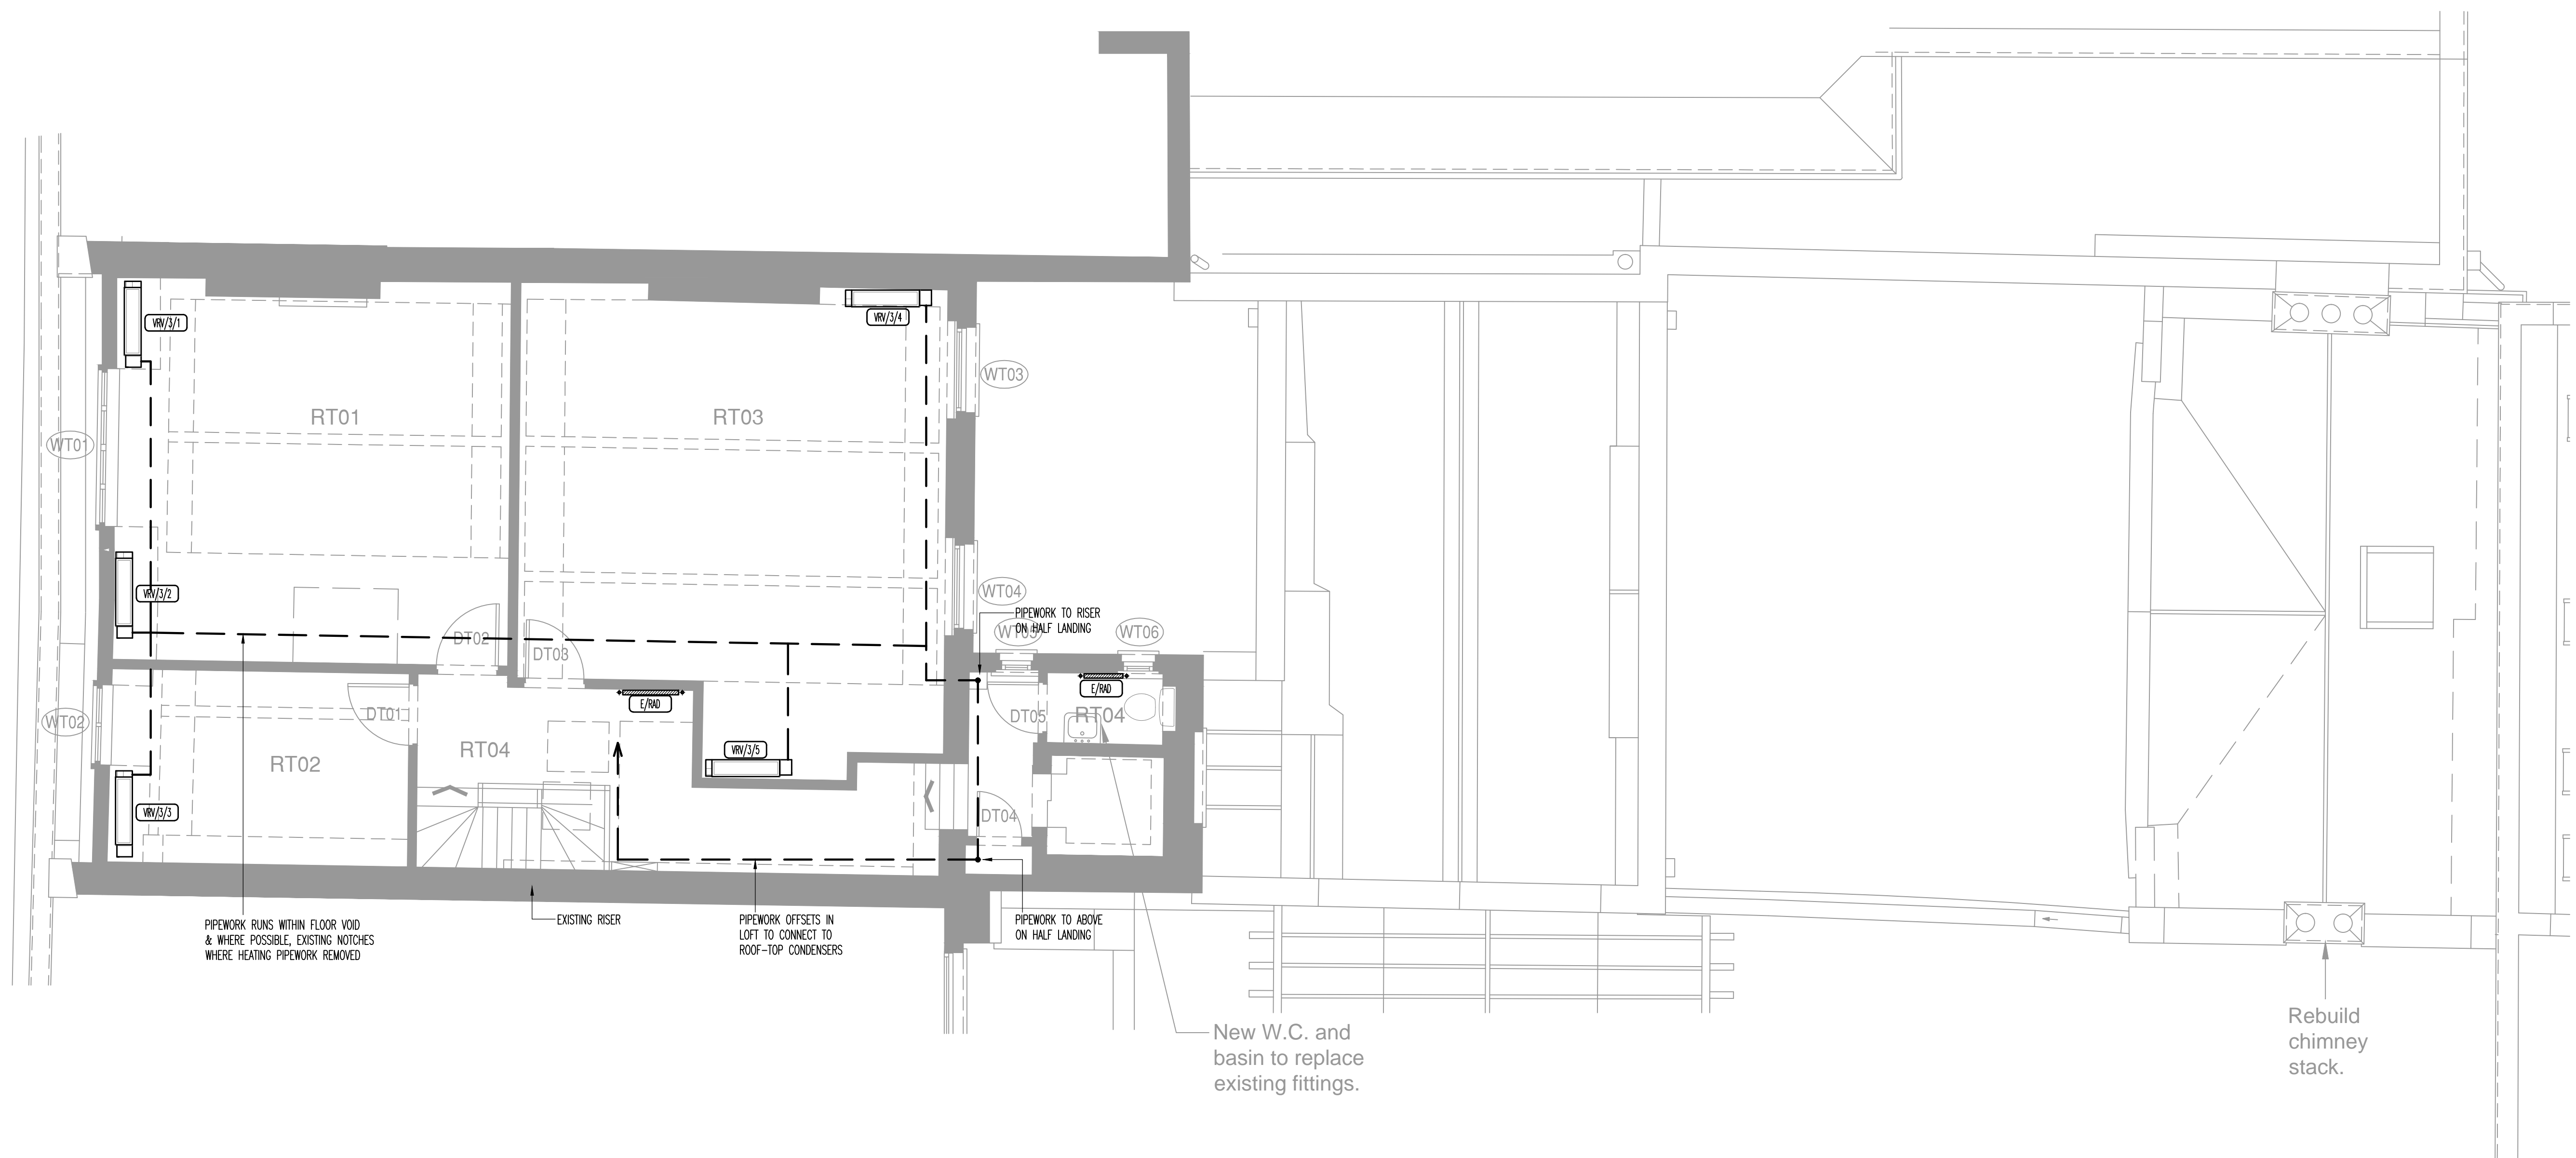 VRV/3/1
VRV/3/4
WT03
RT01
RT03
WT01
VRV/3/2
WT04
PIPEWORK TO RISER
ON HALF LANDING
WT05
WT06
DT02
DT03
E/RAD
E/RAD
DT01
DT05
RT04
WT02
RT04
VRV/3/5
RT02
VRV/3/3
DT04
PIPEWORK RUNS WITHIN FLOOR VOID
& WHERE POSSIBLE, EXISTING NOTCHES
WHERE HEATING PIPEWORK REMOVED
EXISTING RISER
PIPEWORK OFFSETS IN
LOFT TO CONNECT TO
ROOF-TOP CONDENSERS
PIPEWORK TO ABOVE
ON HALF LANDING
New W.C. and
basin to replace
existing fittings.
Rebuild
chimney
stack.